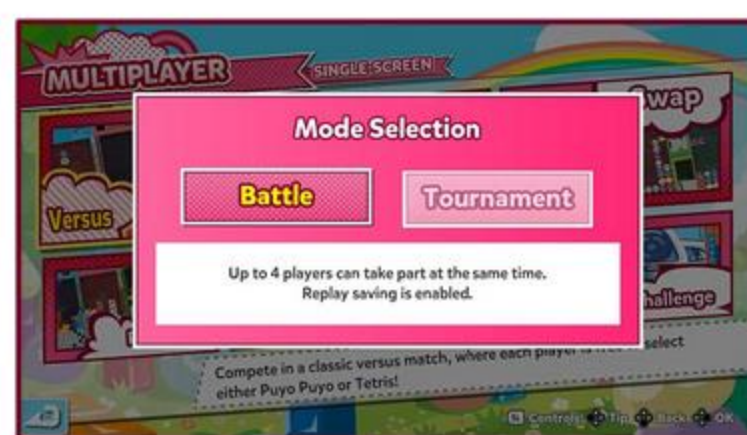 MULTIPLAYER
SINGLE-SCREEN
Swap
Mode Selection
Battle
Tournament
Versus
Up to 4 players can take part at the same time.
Replay saving is enabled.
hallenge
Compete in a classic versus match, where each player is select
either Puyo Puyo or Tetris!
Controls Tip Back OK